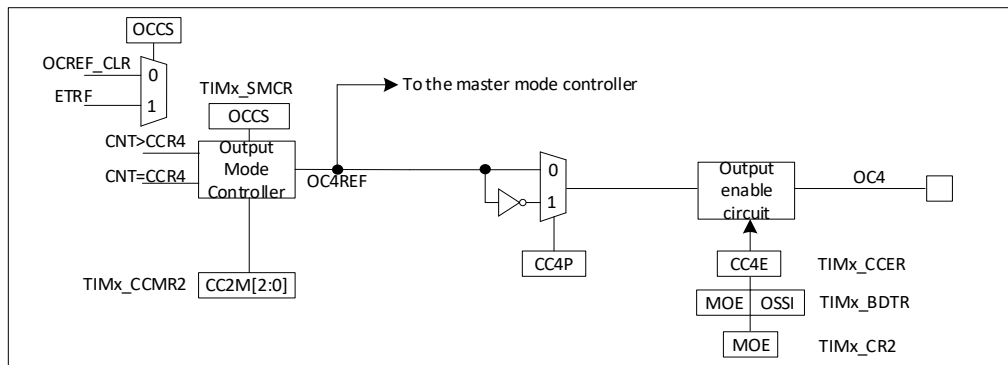 OCCS
OCREF_CLR
0
ETRF
1
To the master mode controller
TIMx_SMCR
OCCS
CNT>CCR4
CNT=CCR4
Output
Mode
Controller
OC4REF
0
1
Output
enable
circuit
OC4
CC4P
CC4E
TIMx_CCER
TIMx_CCMR2
CC2M[2:0]
MOE
OSSI
TIMx_BDTR
MOE
TIMx_CR2